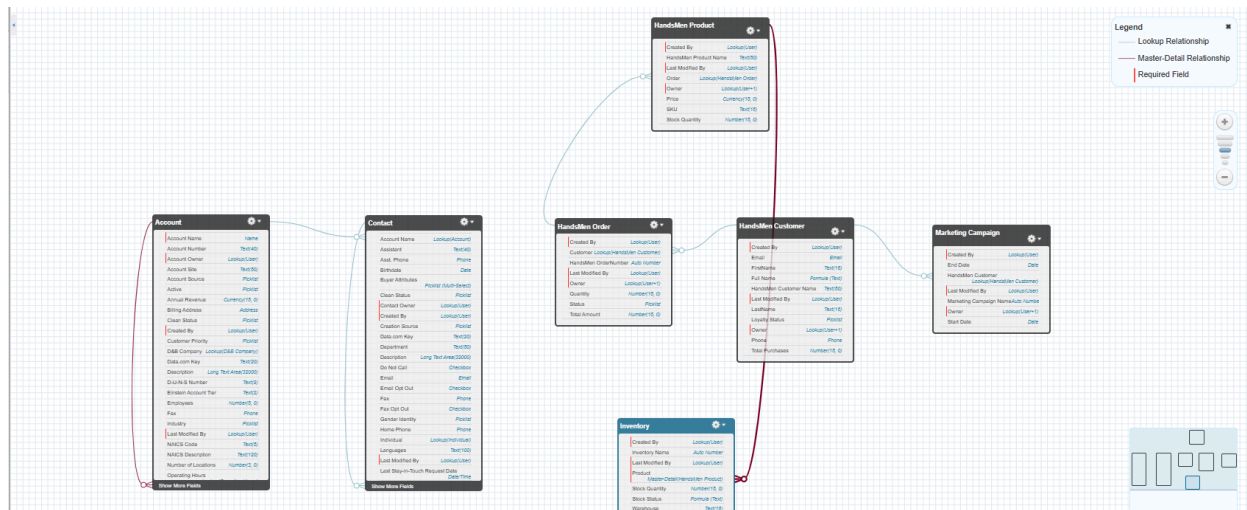 HandsMen Product
Created By Lookup(User)
HandsMen Product Name Text(50)
Last Modified By Lookup(User)
Order Lookup(HandsMen Order)
Owner Lookup(User+1)
Price Currency(18, 0)
SKU Text(18)
Stock Quantity Number(18, 0)
Legend
Lookup Relationship
Master-Detail Relationship
Required Field
Account
Account Name Name
Account Number Text(40)
Account Owner Lookup(User)
Account Site Text(80)
Account Source Picklist
Active Picklist
Annual Revenue Currency(18, 0)
Billing Address Address
Clean Status Picklist
Created By Lookup(User)
Customer Priority Picklist
D&B Company Lookup(D&B Company)
Data.com Key Text(20)
Description Long Text Area(32000)
D-U-N-S Number Text(9)
Einstein Account Tier Text(2)
Employees Number(8, 0)
Fax Phone
Industry Picklist
Last Modified By Lookup(User)
NAICS Code Text(8)
NAICS Description Text(120)
Number of Locations Number(3, 0)
Operating Hours
Show More Fields
Contact
Account Name Lookup(Account)
Assistant Text(40)
Asst. Phone Phone
Birthdate Date
Buyer Attributes
Picklist (Multi-Select)
Clean Status Picklist
Contact Owner Lookup(User)
Created By Lookup(User)
Creation Source Picklist
Data.com Key Text(20)
Department Text(80)
Description Long Text Area(32000)
Do Not Call Checkbox
Email Email
Email Opt Out Checkbox
Fax Phone
Fax Opt Out Checkbox
Gender Identity Picklist
Home Phone Phone
Individual Lookup(Individual)
Languages Text(100)
Last Modified By Lookup(User)
Last Stay-in-Touch Request Date
Date/Time
Show More Fields
HandsMen Order
Created By Lookup(User)
Customer Lookup(HandsMen Customer)
HandsMen OrderNumber Auto Number
Last Modified By Lookup(User)
Owner Lookup(User+1)
Quantity Number(18, 0)
Status Picklist
Total Amount Number(18, 0)
HandsMen Customer
Created By Lookup(User)
Email Email
FirstName Text(18)
Full Name Formula (Text)
HandsMen Customer Name Text(80)
Last Modified By Lookup(User)
LastName Text(18)
Loyalty Status Picklist
Owner Lookup(User+1)
Phone Phone
Total Purchases Number(18, 0)
Marketing Campaign
Created By Lookup(User)
End Date Date
HandsMen Customer
Lookup(HandsMen Customer)
Last Modified By Lookup(User)
Marketing Campaign Name Auto Numbe
Owner Lookup(User+1)
Start Date Date
Inventory
Created By Lookup(User)
Inventory Name Auto Number
Last Modified By Lookup(User)
Product
Master-Detail(HandsMen Product)
Stock Quantity Number(18, 0)
Stock Status Formula (Text)
Warehouse Text(18)